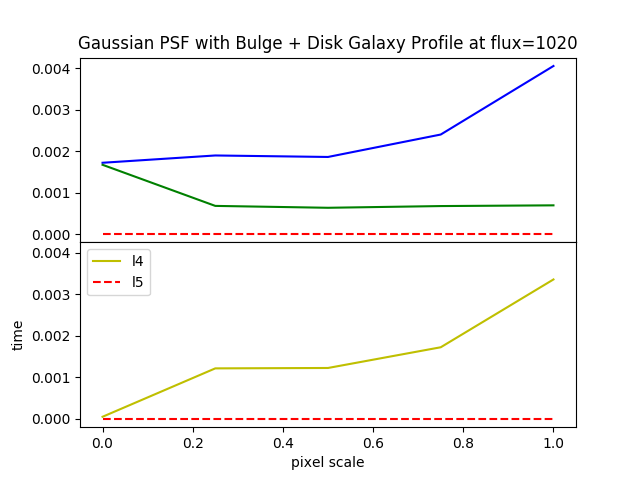 Gaussian PSF with Bulge + Disk Galaxy Profile at flux=1020
0.004
0.003
0.002
0.001
0.000
0.004
l4
l5
0.003
time
0.002
0.001
0.000
0.0 0.2 0.4 0.6 0.8 1.0
pixel scale